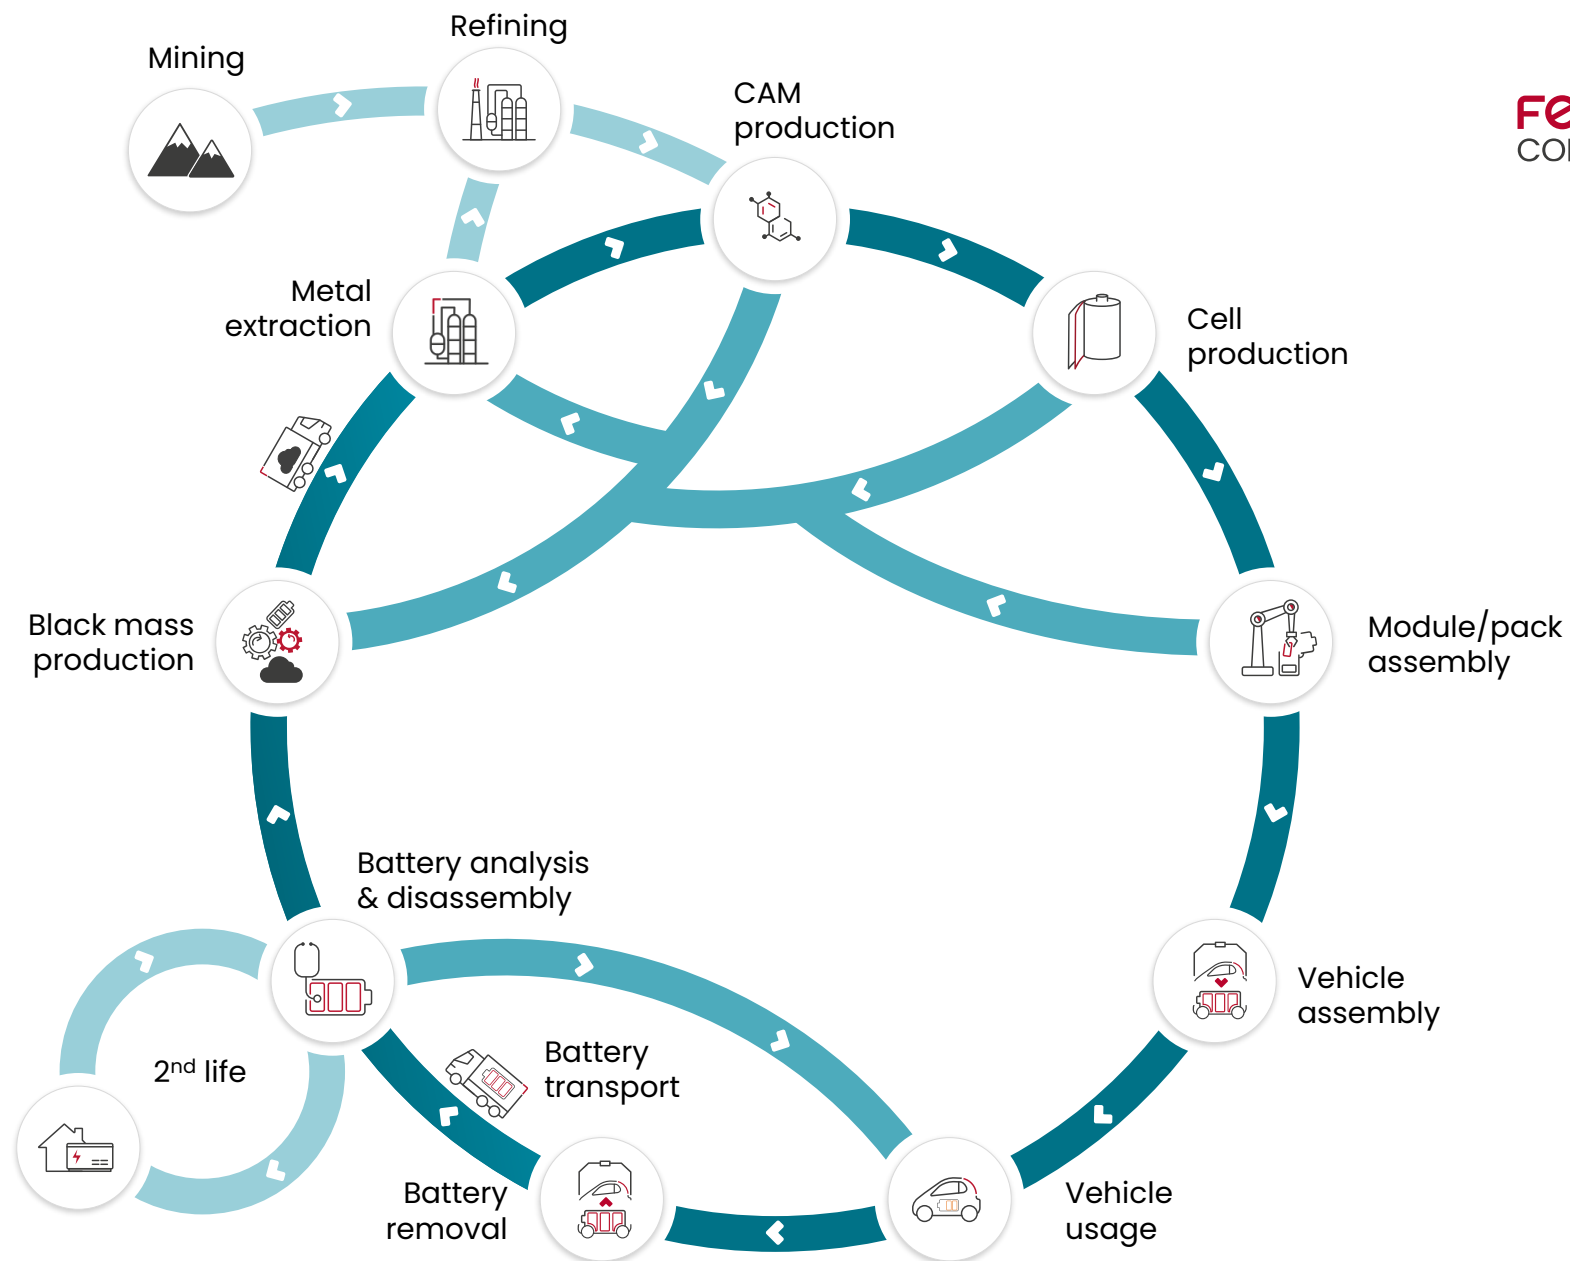 Refining
Mining
CAM
production
Metal
extraction
Cell
production
Black mass
production
Module/pack
assembly
Battery analysis
& disassembly
Vehicle
assembly
2nd life
Battery
transport
Battery
removal
Vehicle
usage